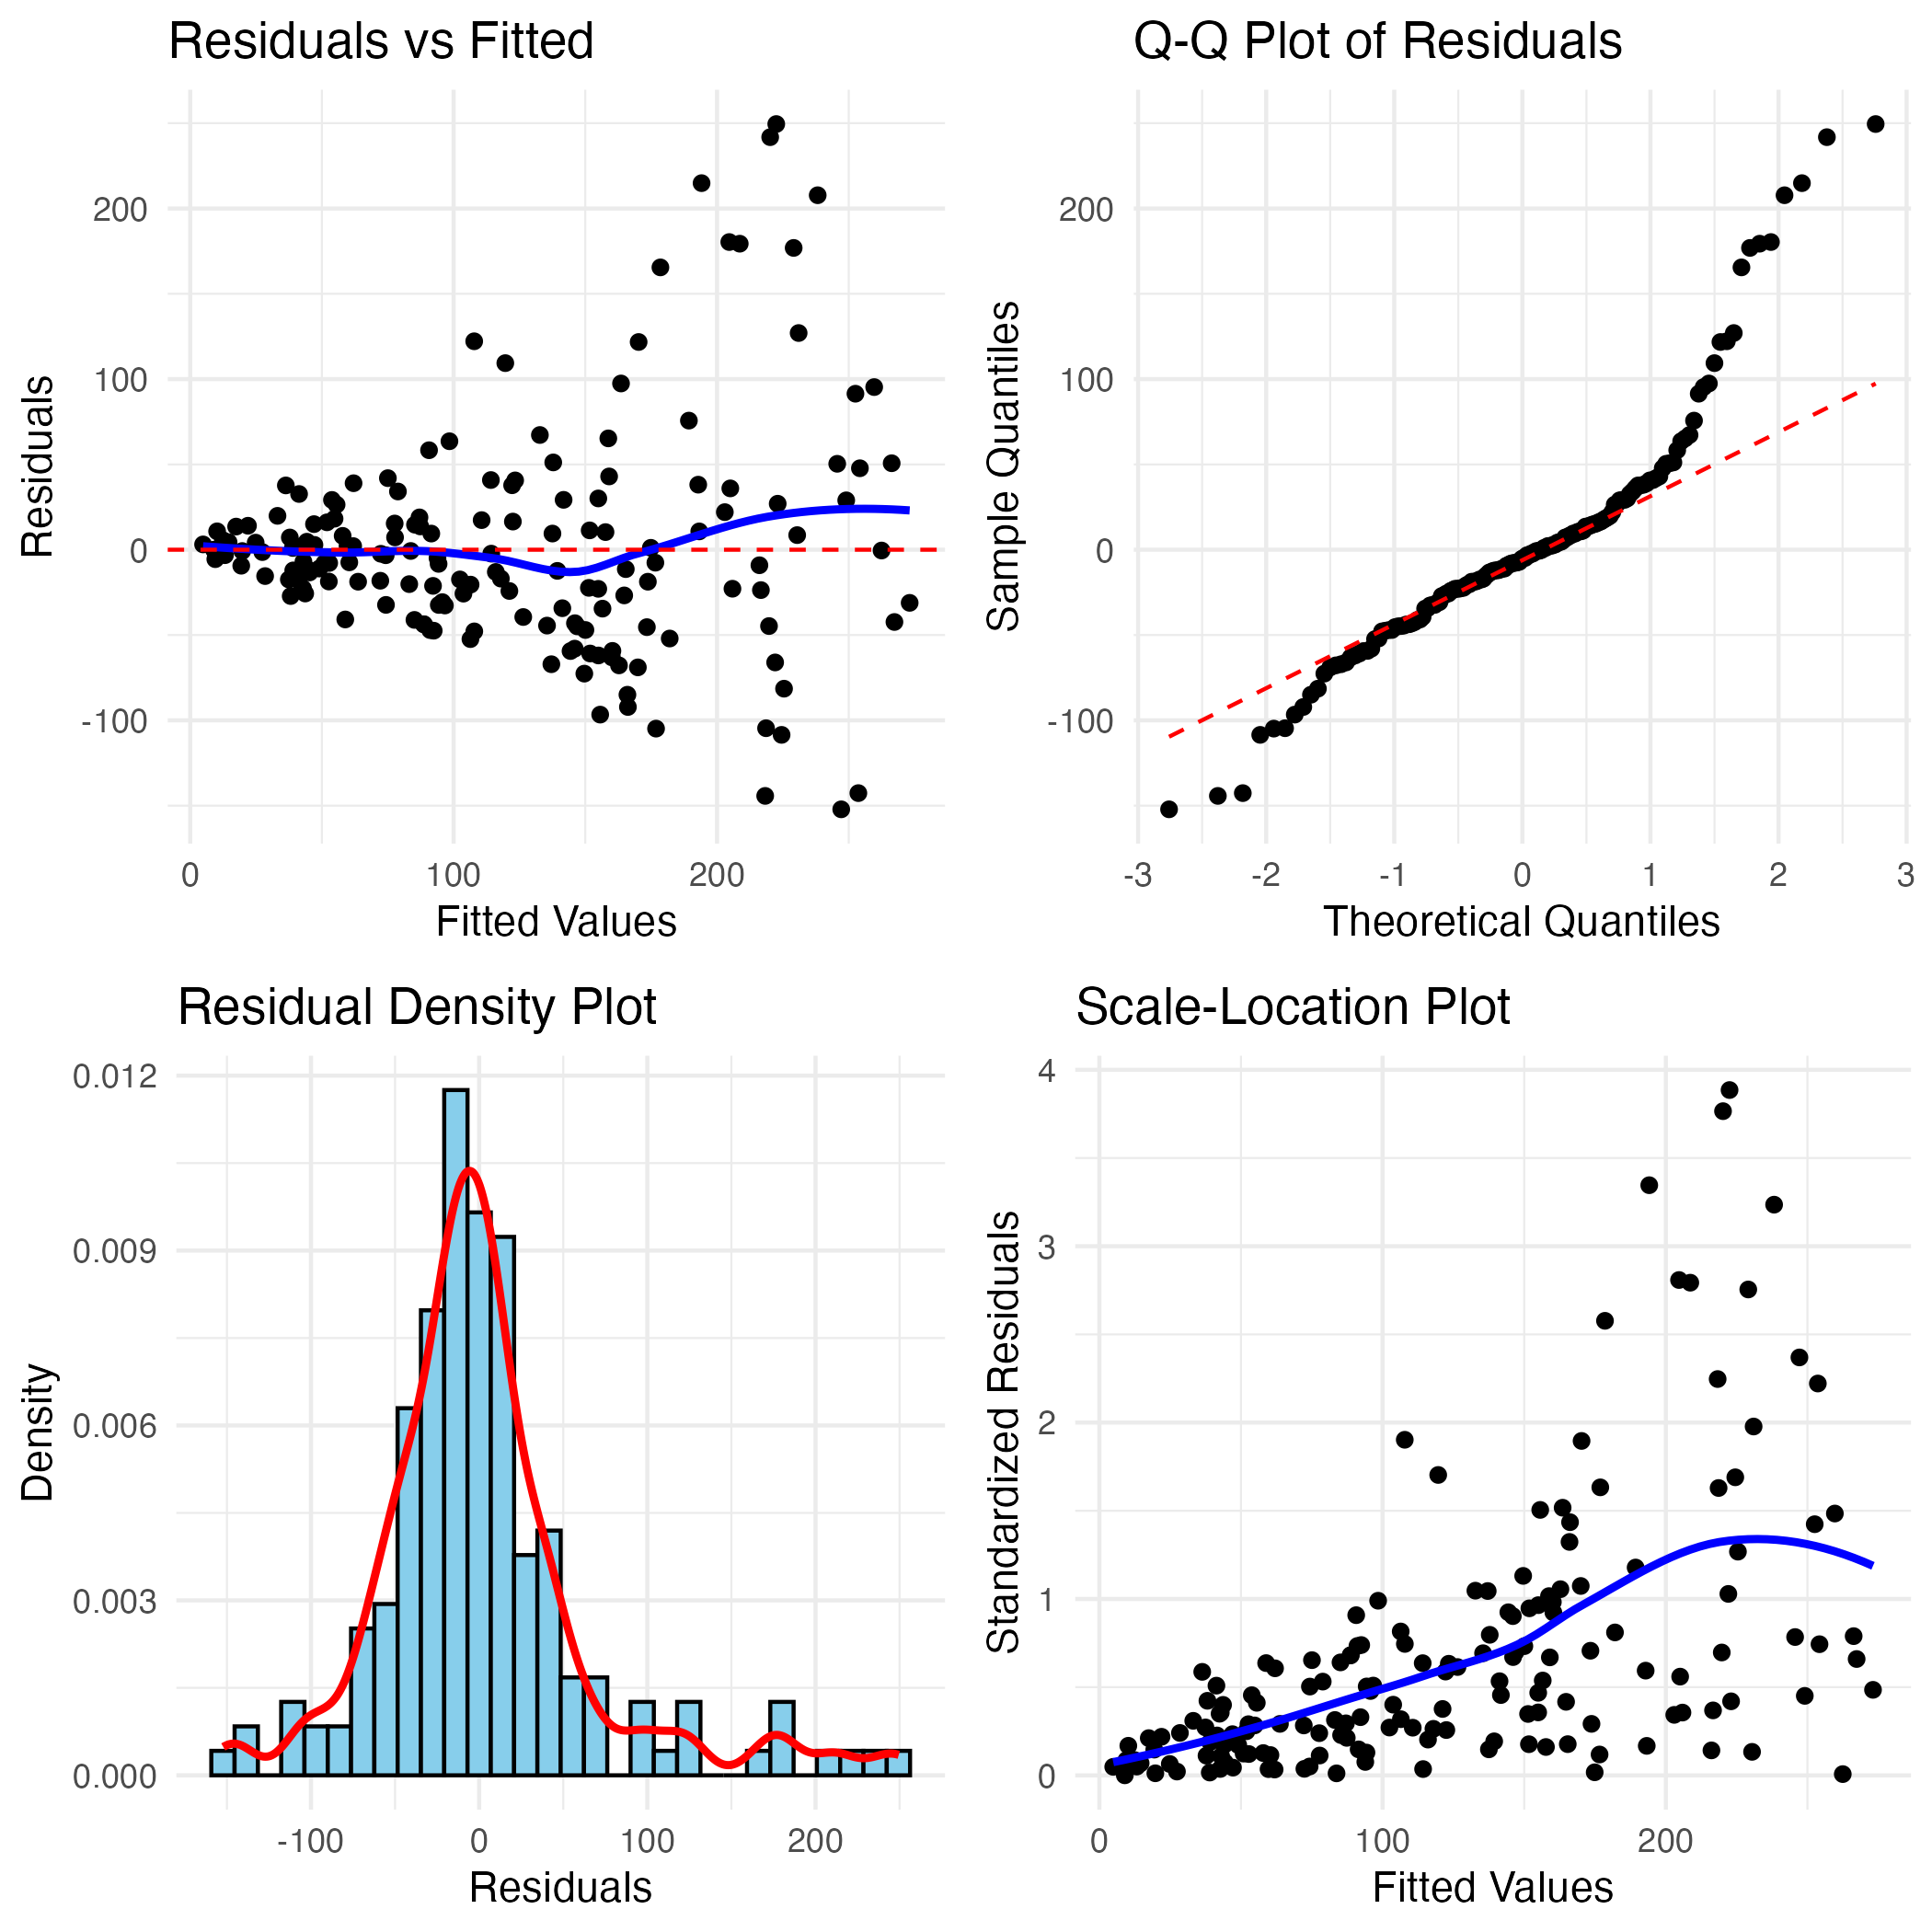 Residuals vs Fitted
200
100
0
-100
Residuals
0 100 200
Fitted Values
Q-Q Plot of Residuals
200
100
0
-100
Sample Quantiles
-3 -2 -1 0 1 2 3
Theoretical Quantiles
Residual Density Plot
0.012
0.009
0.006
0.003
0.000
Density
-100 0 100 200
Residuals
Scale-Location Plot
4
3
2
1
0
Standardized Residuals
0 100 200
Fitted Values